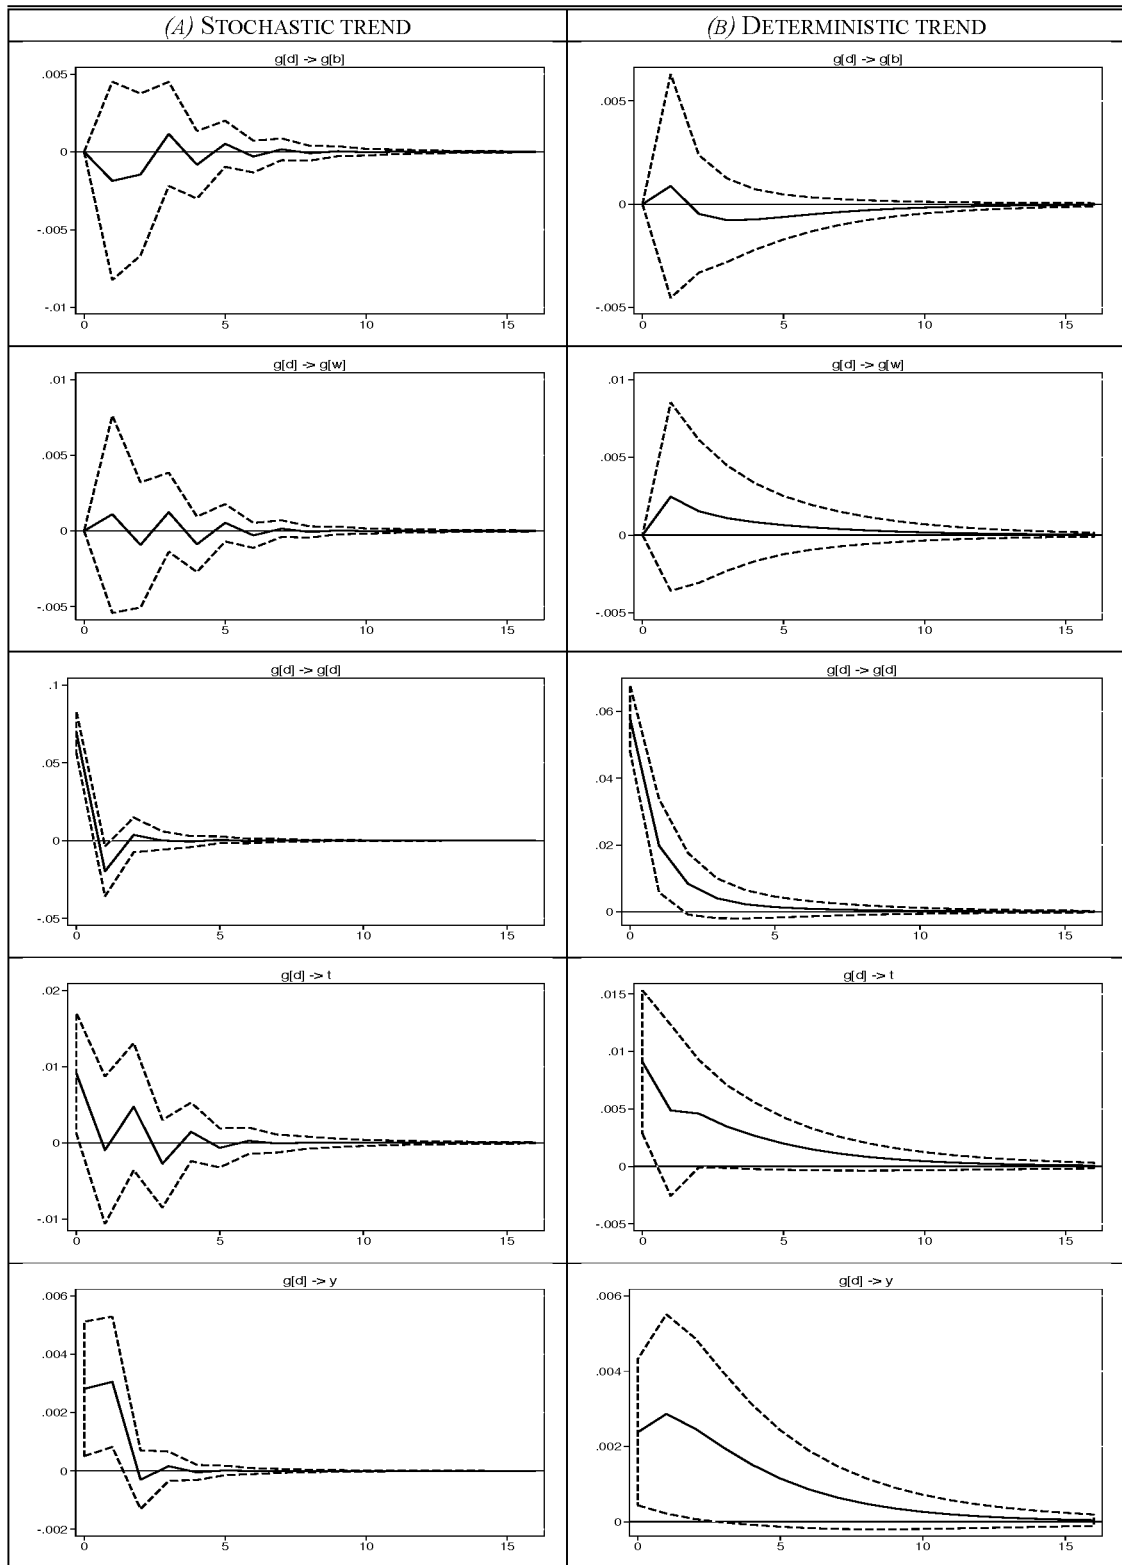 (A) STOCHASTIC TREND
(B) DETERMINISTIC TREND
g[d] -> g[b]
.005
0
-.005
-.01
0 5 10 15
g[d] -> g[b]
.005
0
-.005
0 5 10 15
g[d] -> g[w]
.01
.005
0
-.005
0 5 10 15
g[d] -> g[w]
.01
.005
0
-.005
0 5 10 15
g[d] -> g[d]
.1
.05
0
-.05
0 5 10 15
g[d] -> g[d]
.06
.04
.02
0
0 5 10 15
g[d] -> t
.02
.01
0
-.01
0 5 10 15
g[d] -> t
.015
.01
.005
0
-.005
0 5 10 15
g[d] -> y
.006
.004
.002
0
-.002
0 5 10 15
g[d] -> y
.006
.004
.002
0
0 5 10 15